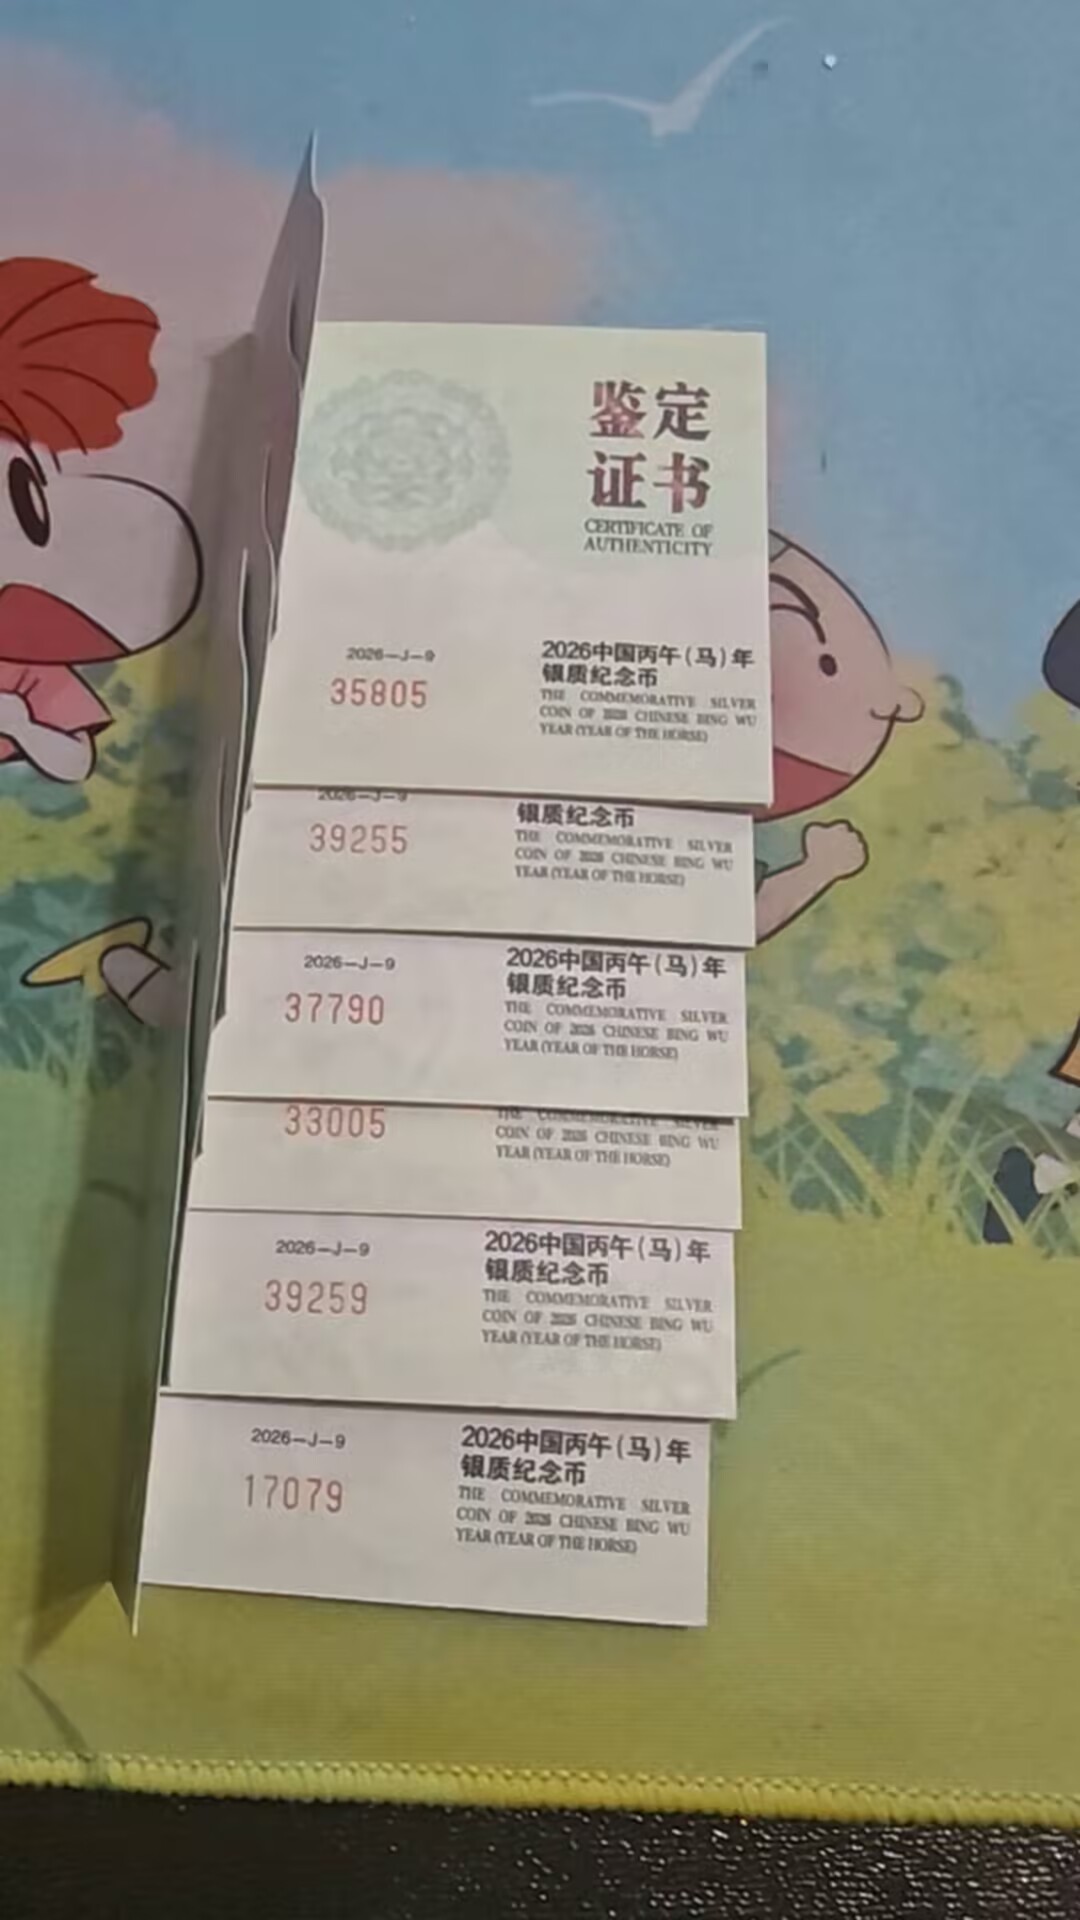 鉴定
证书
CERTIFICATE OF
AUTHENTICITY
2026-J-9
35805
2026中国丙午(马)年
银质纪念币
THE COMMEMORATIVE SILVER
COIN OF 2026 CHINESE BING WU
YEAR (YEAR OF THE HORSE)
2026-J-9
39255
银质纪念币
THE COMMEMORATIVE SILVER
COIN OF 2026 CHINESE BING WU
YEAR (YEAR OF THE HORSE)
2026-J-9
37790
2026中国丙午(马)年
银质纪念币
THE COMMEMORATIVE SILVER
COIN OF 2026 CHINESE BING WU
YEAR (YEAR OF THE HORSE)
33005
THE COMMEMORATIVE SILVER
COIN OF 2026 CHINESE BING WU
YEAR (YEAR OF THE HORSE)
2026-J-9
39259
2026中国丙午(马)年
银质纪念币
THE COMMEMORATIVE SILVER
COIN OF 2026 CHINESE BING WU
YEAR (YEAR OF THE HORSE)
2026-J-9
17079
2026中国丙午(马)年
银质纪念币
THE COMMEMORATIVE SILVER
COIN OF 2026 CHINESE BING WU
YEAR (YEAR OF THE HORSE)